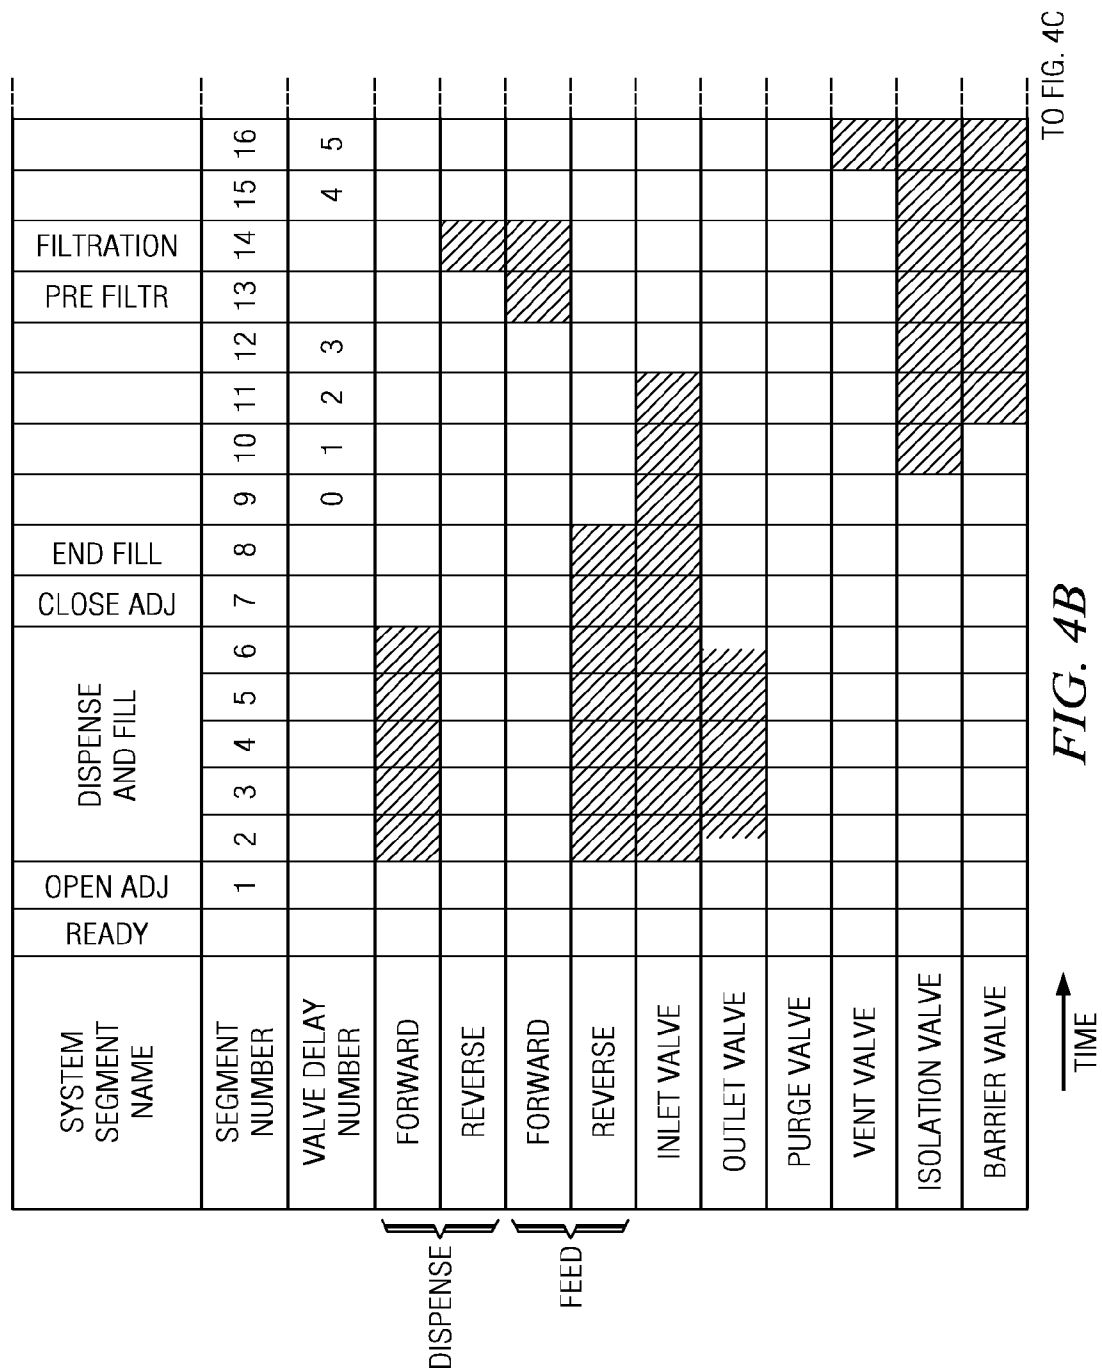 SYSTEM
SEGMENT
NAME
READY
OPEN ADJ
DISPENSE
AND FILL
CLOSE ADJ
END FILL
PRE FILTR
FILTRATION
SEGMENT
NUMBER
1
2
3
4
5
6
7
8
9
10
11
12
13
14
15
16
VALVE DELAY
NUMBER
0
1
2
3
4
5
DISPENSE
FORWARD
REVERSE
FEED
FORWARD
REVERSE
INLET VALVE
OUTLET VALVE
PURGE VALVE
VENT VALVE
ISOLATION VALVE
BARRIER VALVE
TIME
TO FIG. 4C
FIG. 4B